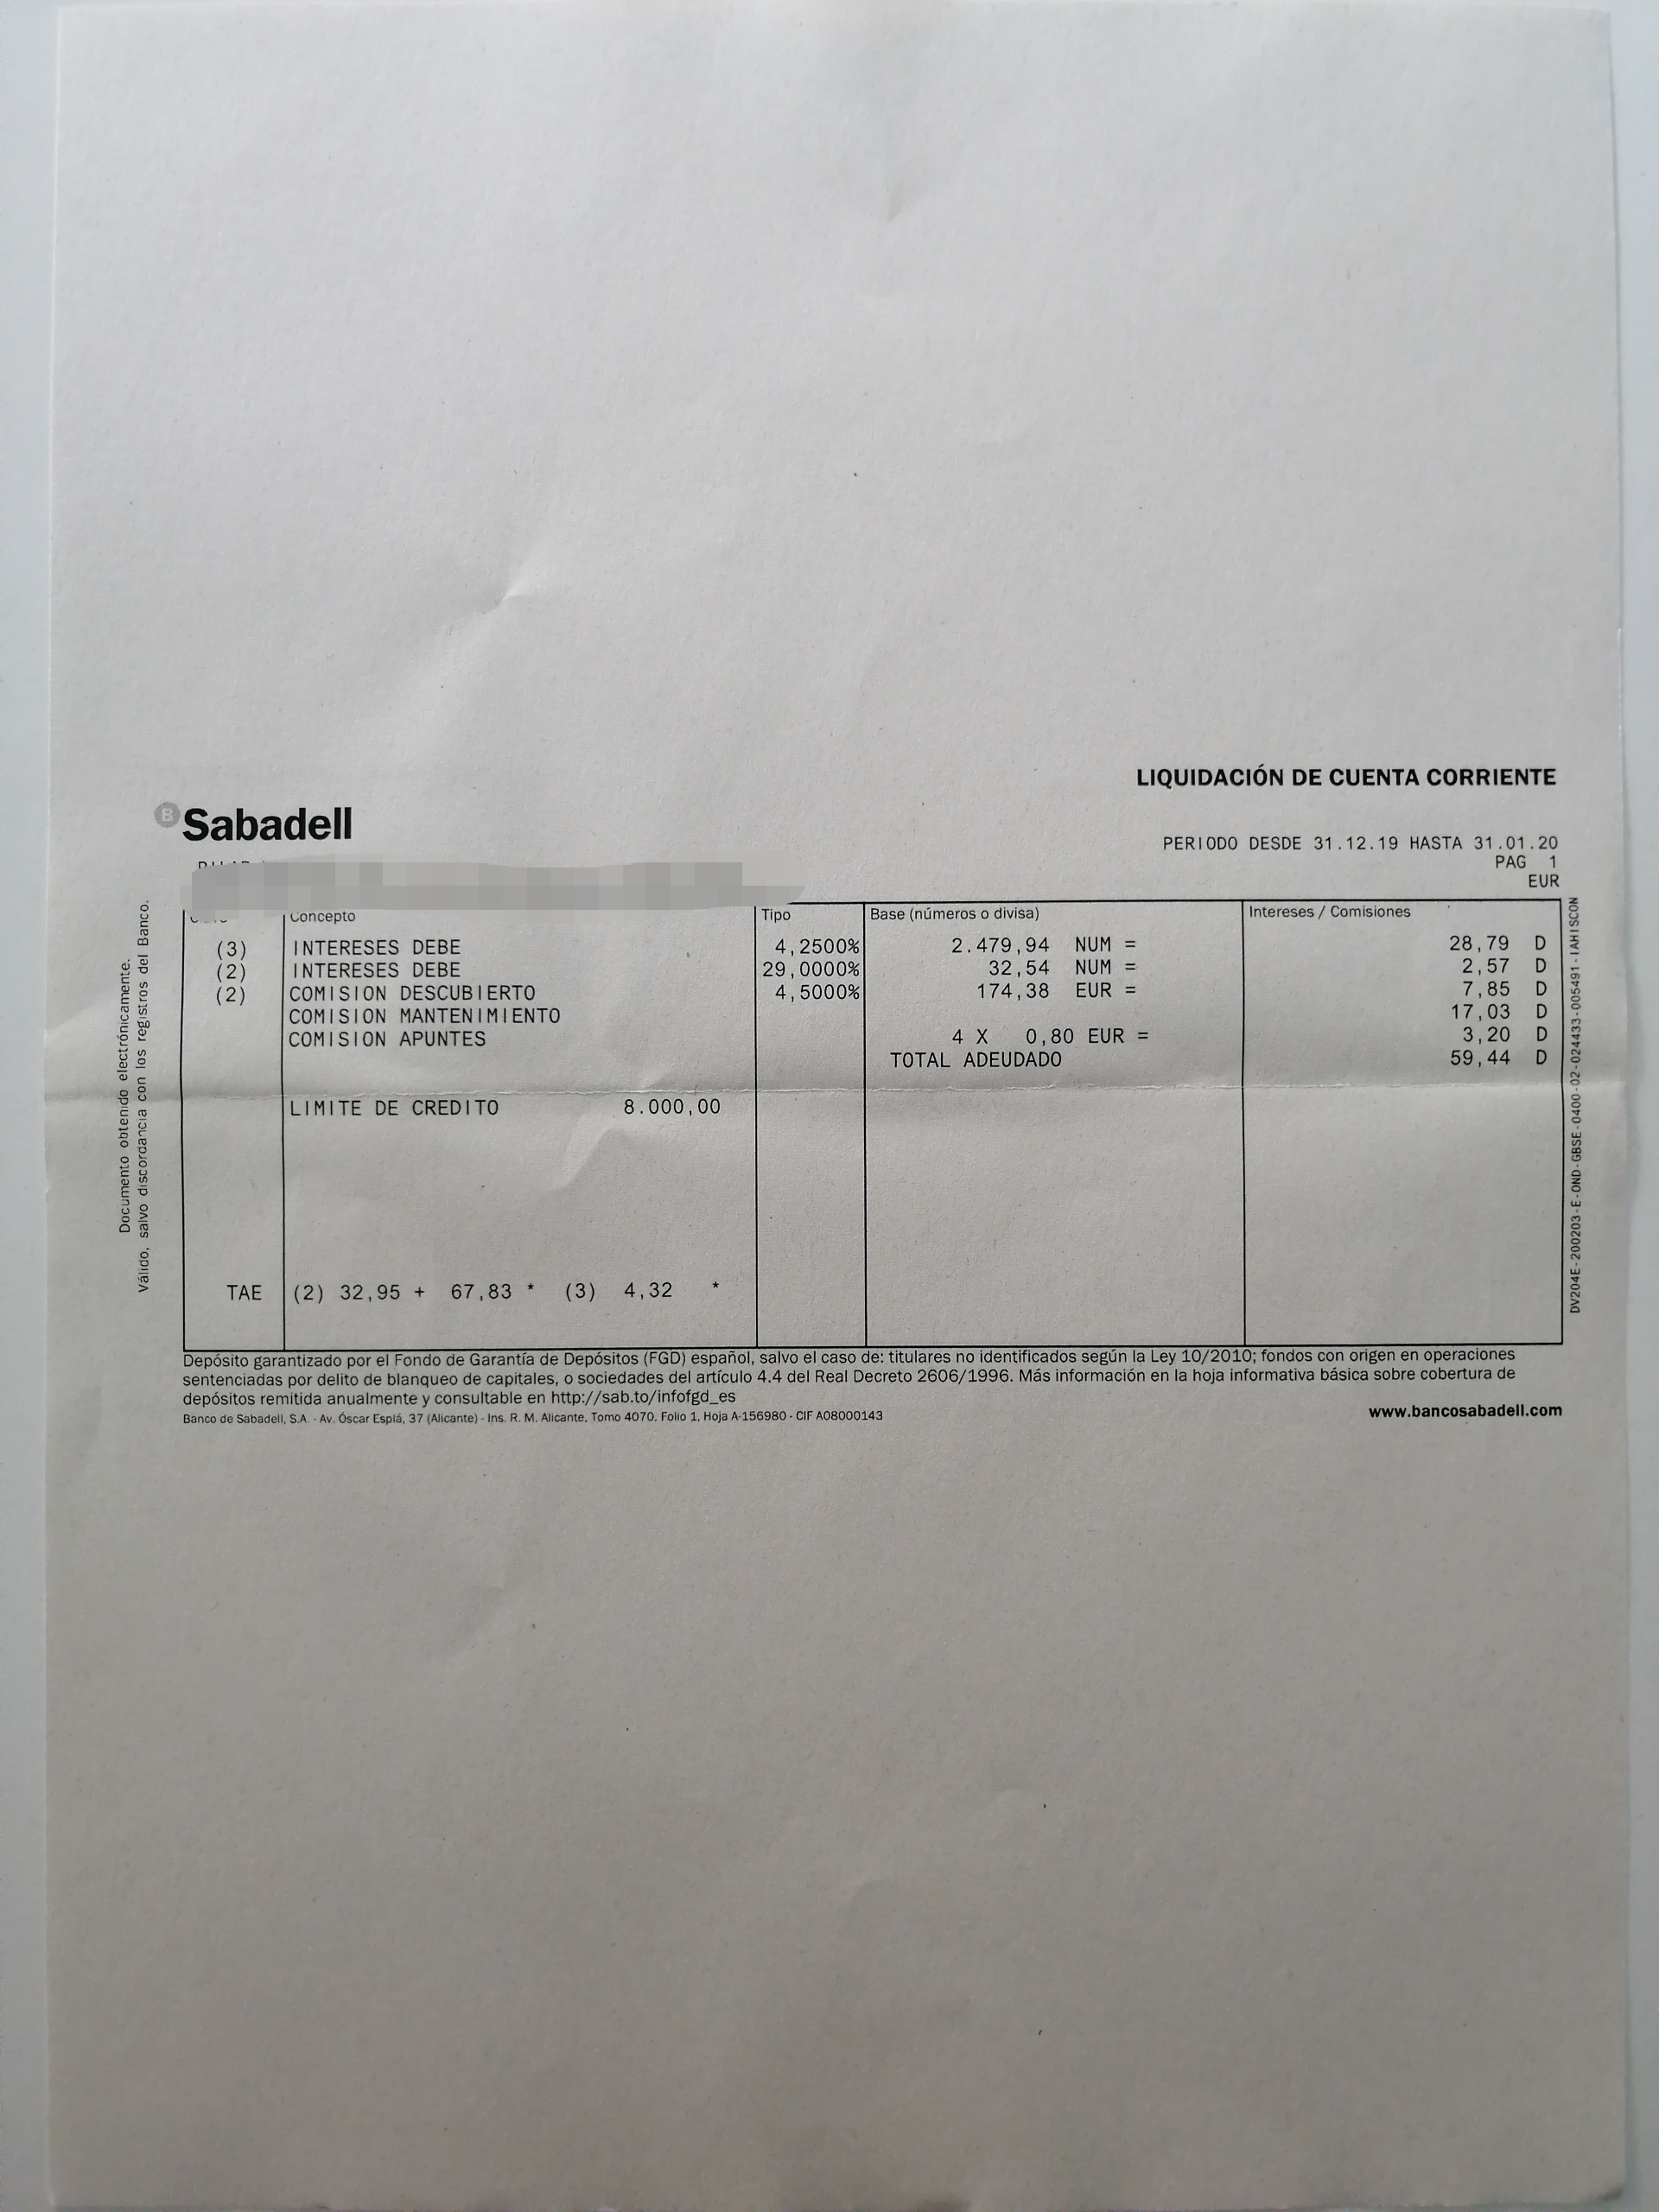 LIQUIDACIÓN DE CUENTA CORRIENTE
B Sabadell
PERIODO DESDE 31.12.19 HASTA 31.01.20
PAG 1
EUR
Concepto Tipo Base (números o divisa) Intereses / Comisiones
(3) INTERESES DEBE 4,2500% 2.479,94 NUM = 28,79 D
(2) INTERESES DEBE 29,0000% 32,54 NUM = 2,57 D
(2) COMISION DESCUBIERTO 4,5000% 174,38 EUR = 7,85 D
COMISION MANTENIMIENTO 17,03 D
COMISION APUNTES 4 X 0,80 EUR = 3,20 D
TOTAL ADEUDADO 59,44 D
LIMITE DE CREDITO 8.000,00
TAE (2) 32,95 + 67,83 * (3) 4,32 *
Depósito garantizado por el Fondo de Garantía de Depósitos (FGD) español, salvo el caso de: titulares no identificados según la Ley 10/2010; fondos con origen en operaciones
sentenciadas por delito de blanqueo de capitales, o sociedades del artículo 4.4 del Real Decreto 2606/1996. Más información en la hoja informativa básica sobre cobertura de
depósitos remitida anualmente y consultable en http://sab.to/infofgd_es
Banco de Sabadell, S.A. - Av. Óscar Esplá, 37 (Alicante) - Ins. R. M. Alicante, Tomo 4070, Folio 1, Hoja A-156980 - CIF A08000143
www.bancosabadell.com
Documento obtenido electrónicamente.
Válido, salvo discordancia con los registros del Banco.
DV204E-200203-E-OND-GBSE-0400-02-024433-005491-IAHISCON